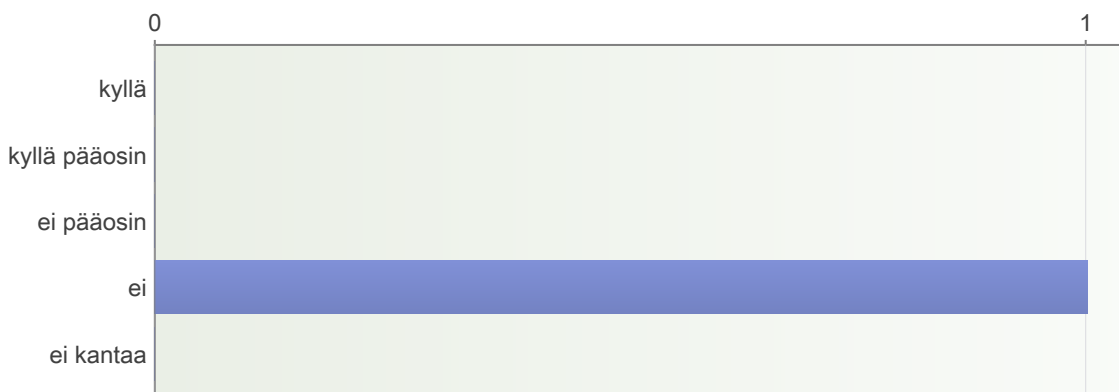 0 1
kyllä
kyllä pääosin
ei pääosin
ei
ei kantaa